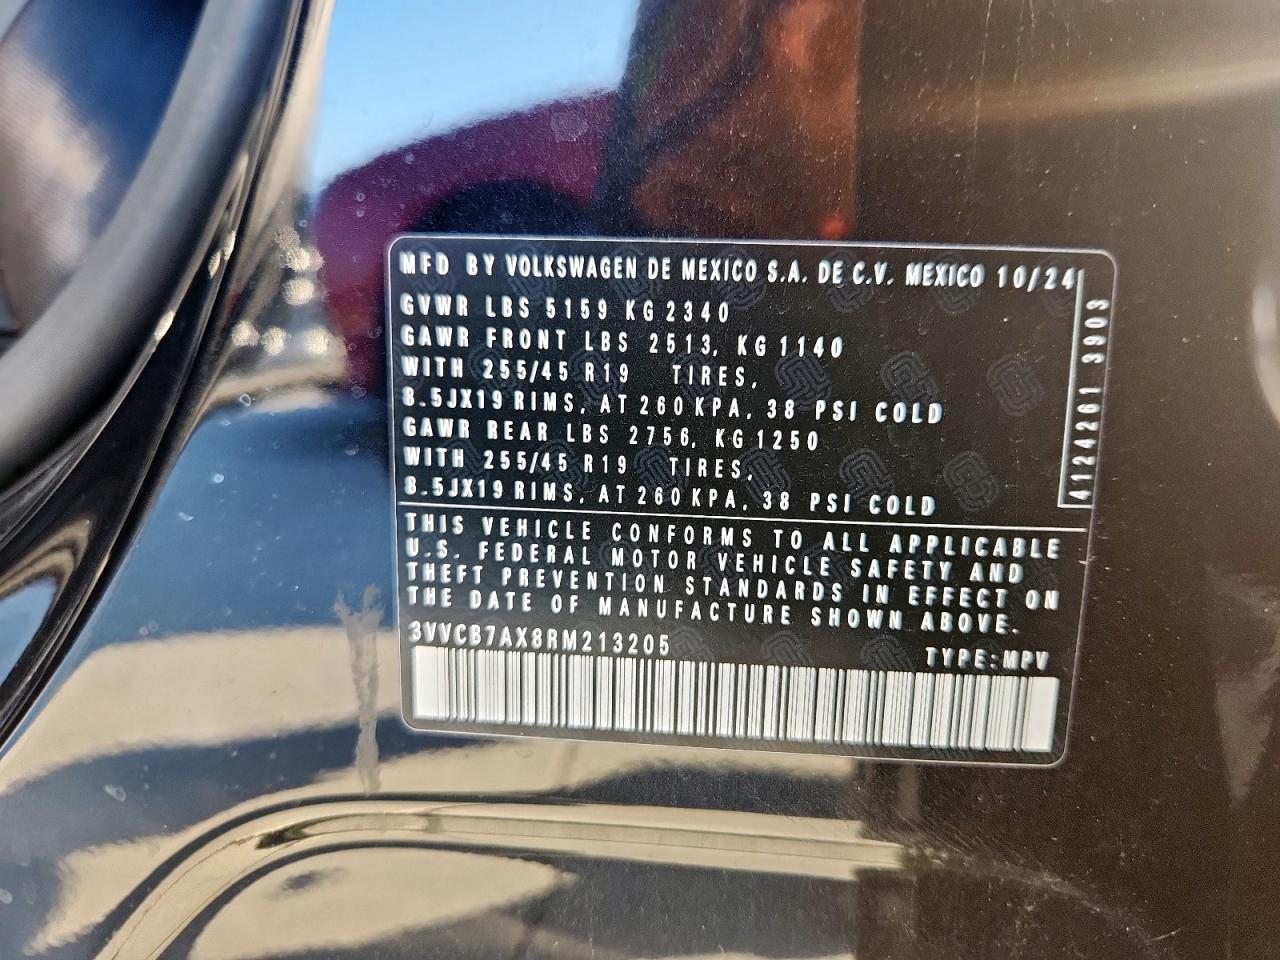 MFD BY VOLKSWAGEN DE MEXICO S.A. DE C.V. MEXICO 10/24
GVWR LBS 5159 KG 2340
GAWR FRONT LBS 2513, KG 1140
WITH 255/45 R19 TIRES,
8.5JX19 RIMS, AT 260 KPA, 38 PSI COLD
GAWR REAR LBS 2756, KG 1250
WITH 255/45 R19 TIRES,
8.5JX19 RIMS, AT 260 KPA, 38 PSI COLD
4124261 3903
THIS VEHICLE CONFORMS TO ALL APPLICABLE
U.S. FEDERAL MOTOR VEHICLE SAFETY AND
THEFT PREVENTION STANDARDS IN EFFECT ON
THE DATE OF MANUFACTURE SHOWN ABOVE.
3VVCB7AX8RM213205
TYPE:MPV